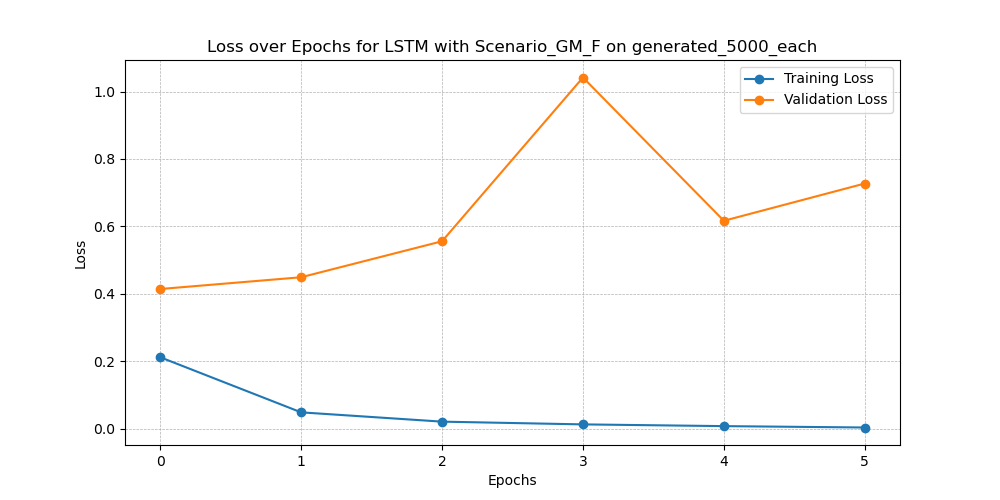 Loss over Epochs for LSTM with Scenario_GM_F on generated_5000_each
Training Loss
Validation Loss
1.0
0.8
0.6
0.4
0.2
0.0
Loss
0 1 2 3 4 5
Epochs